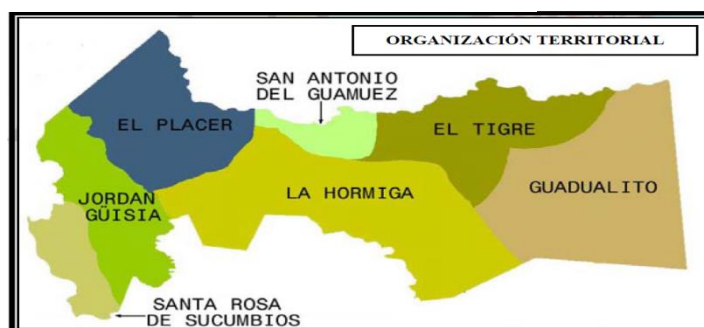 ORGANIZACIÓN TERRITORIAL
SAN ANTONIO
DEL GUAMUEZ
EL PLACER
EL TIGRE
JORDAN
GÜISIA
LA HORMIGA
GUADUALITO
SANTA ROSA
DE SUCUMBIOS